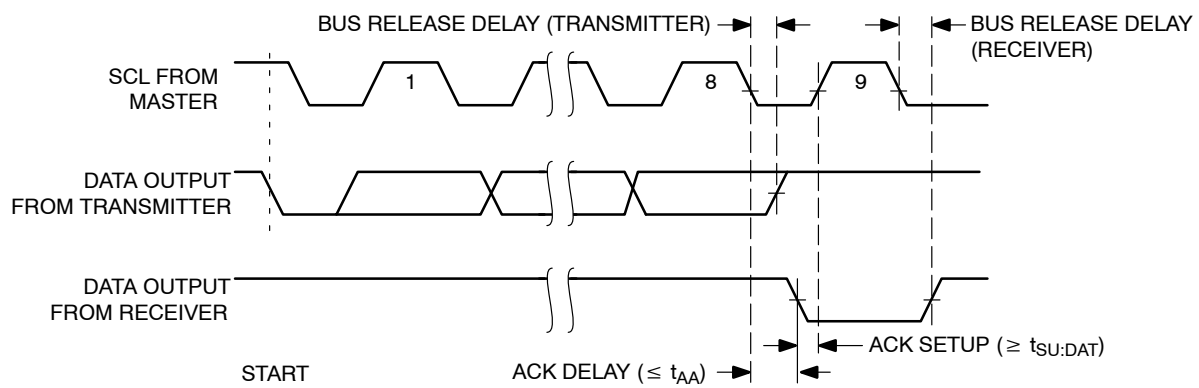 BUS RELEASE DELAY (TRANSMITTER)
BUS RELEASE DELAY
(RECEIVER)
SCL FROM
MASTER
1
8
9
DATA OUTPUT
FROM TRANSMITTER
DATA OUTPUT
FROM RECEIVER
ACK SETUP (≥ tSU:DAT)
START
ACK DELAY (≤ tAA)